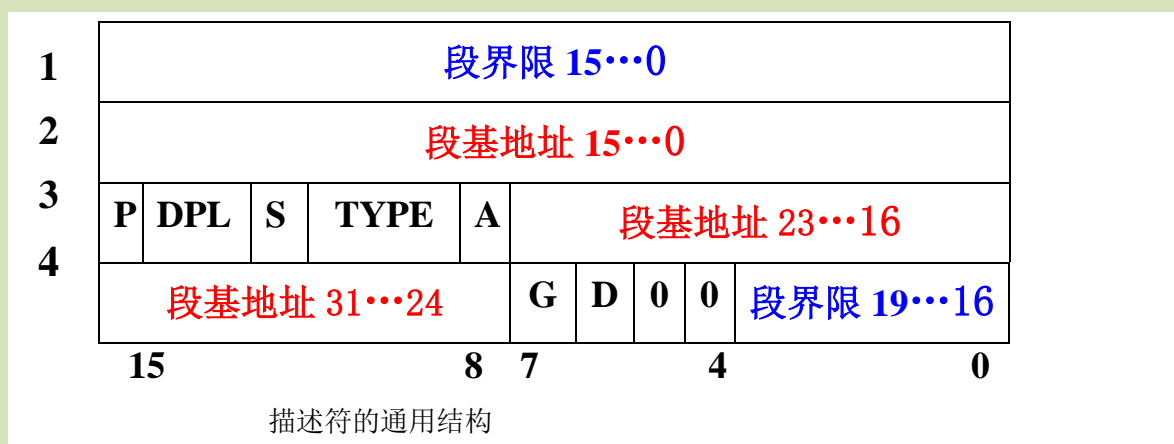 1 段界限 15…0
2 段基地址 15…0
3 P DPL S TYPE A 段基地址 23…16
4 段基地址 31…24 G D 0 0 段界限 19…16
15 8 7 4 0
描述符的通用结构